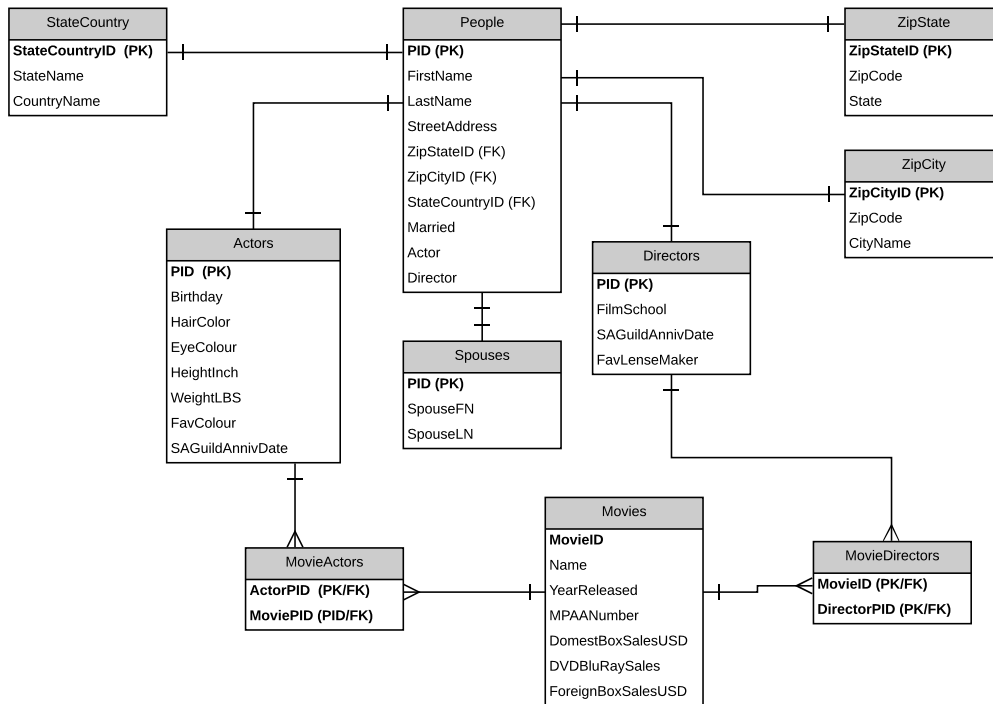 StateCountry
StateCountryID  (PK)
StateName
CountryName
People
PID (PK)
FirstName
LastName
StreetAddress
ZipStateID (FK)
ZipCityID (FK)
StateCountryID (FK)
Married
Actor
Director
ZipState
ZipStateID (PK)
ZipCode
State
ZipCity
ZipCityID (PK)
ZipCode
CityName
Actors
PID  (PK)
Birthday
HairColor
EyeColour
HeightInch
WeightLBS
FavColour
SAGuildAnnivDate
Spouses
PID (PK)
SpouseFN
SpouseLN
Directors
PID (PK)
FilmSchool
SAGuildAnnivDate
FavLenseMaker
MovieActors
ActorPID  (PK/FK)
MoviePID (PID/FK)
Movies
MovieID
Name
YearReleased
MPAANumber
DomestBoxSalesUSD
DVDBluRaySales
ForeignBoxSalesUSD
MovieDirectors
MovieID (PK/FK)
DirectorPID (PK/FK)